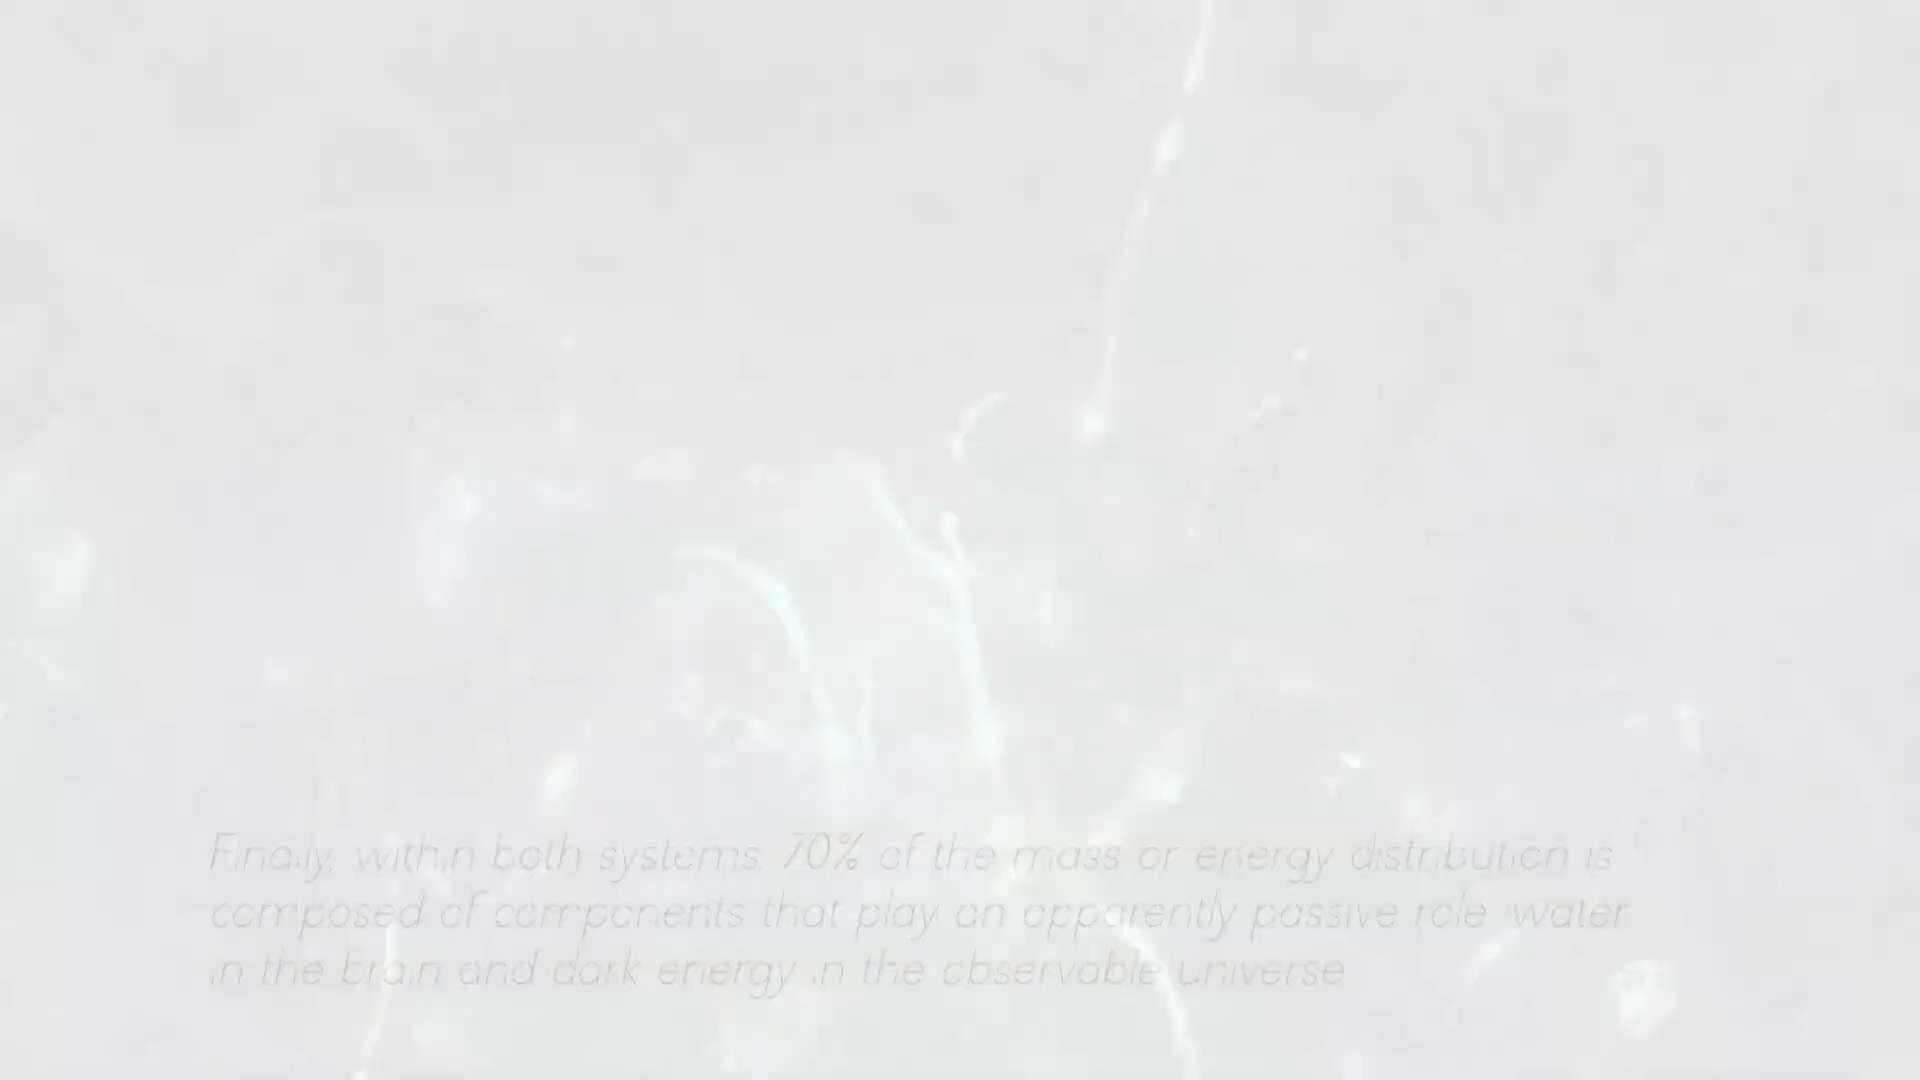 Finally, within both systems, 70% of the mass or energy distribution is
composed of components that play an apparently passive role water
in the brain and dark energy in the observable universe